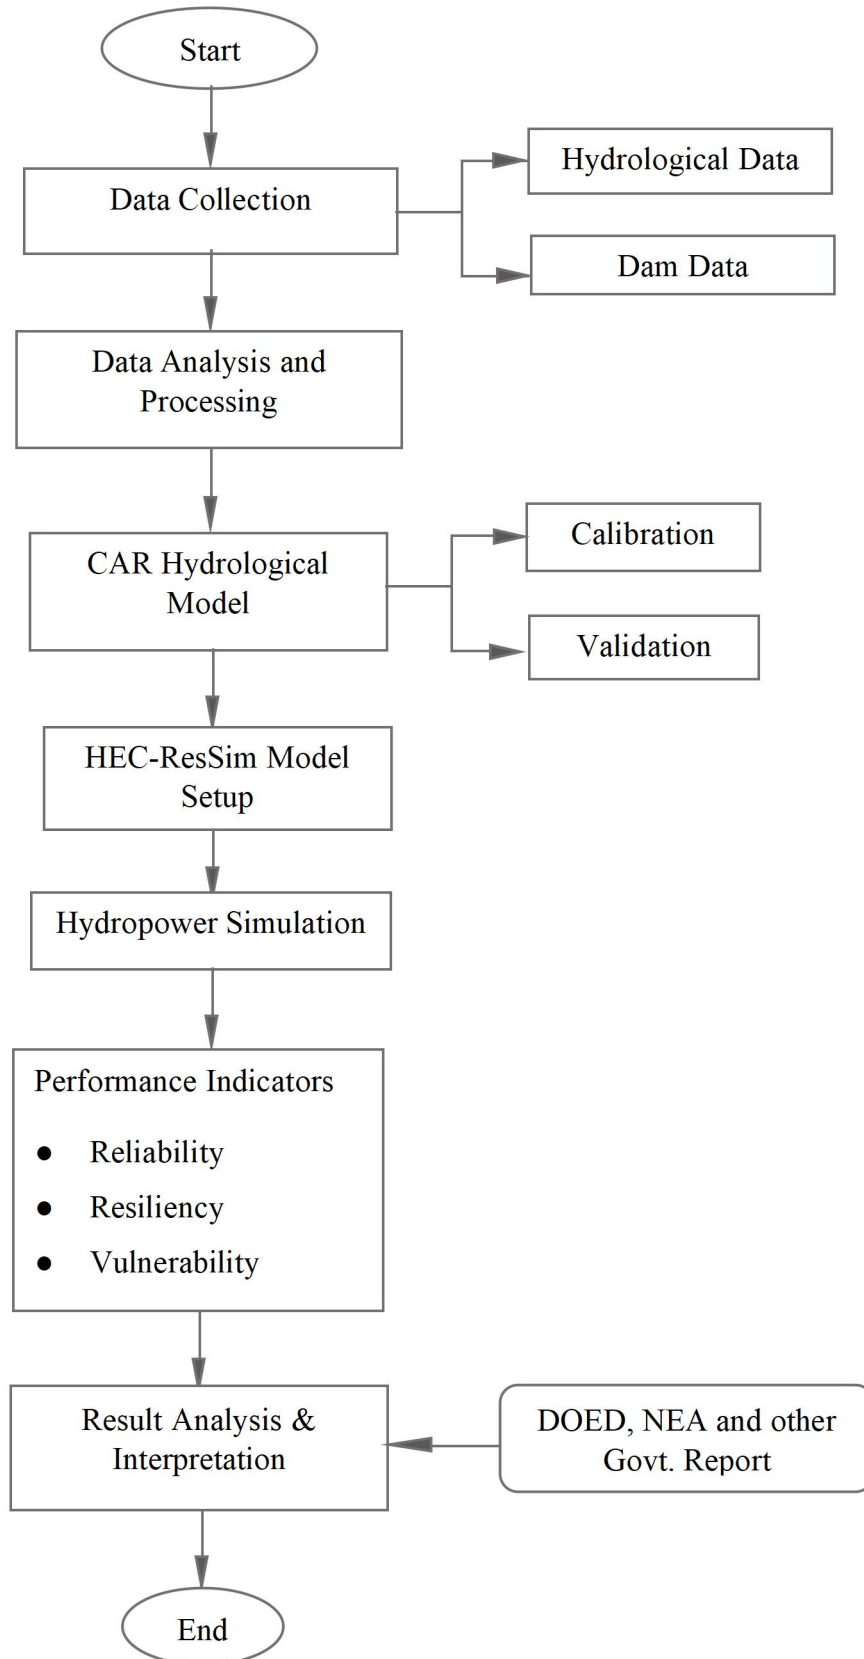 Start
Data Collection
Hydrological Data
Dam Data
Data Analysis and
Processing
CAR Hydrological
Model
Calibration
Validation
HEC-ResSim Model
Setup
Hydropower Simulation
Performance Indicators
● Reliability
● Resiliency
● Vulnerability
Result Analysis &
Interpretation
DOED, NEA and other
Govt. Report
End